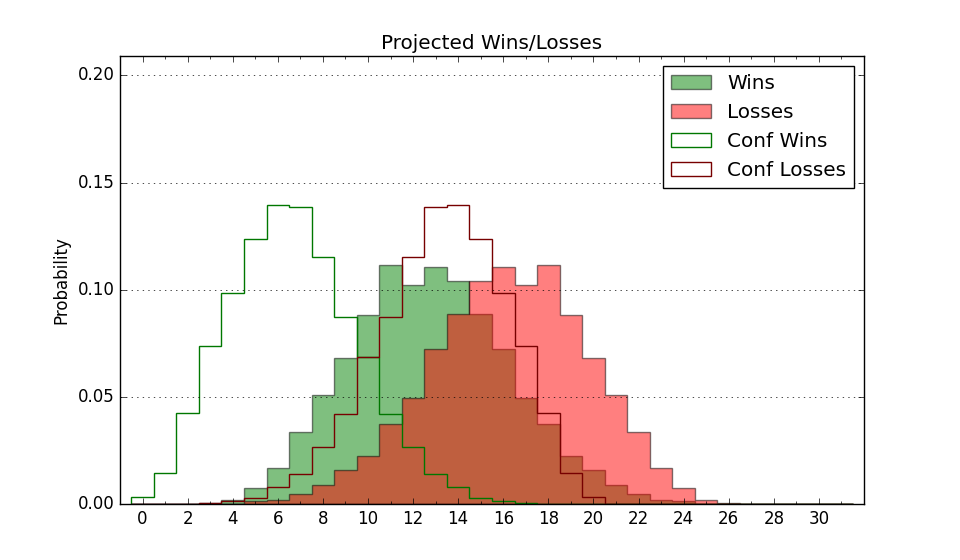 Projected Wins/Losses
Wins
Losses
Conf Wins
Conf Losses
Probability
0.20
0.15
0.10
0.05
0.00
0 2 4 6 8 10 12 14 16 18 20 22 24 26 28 30